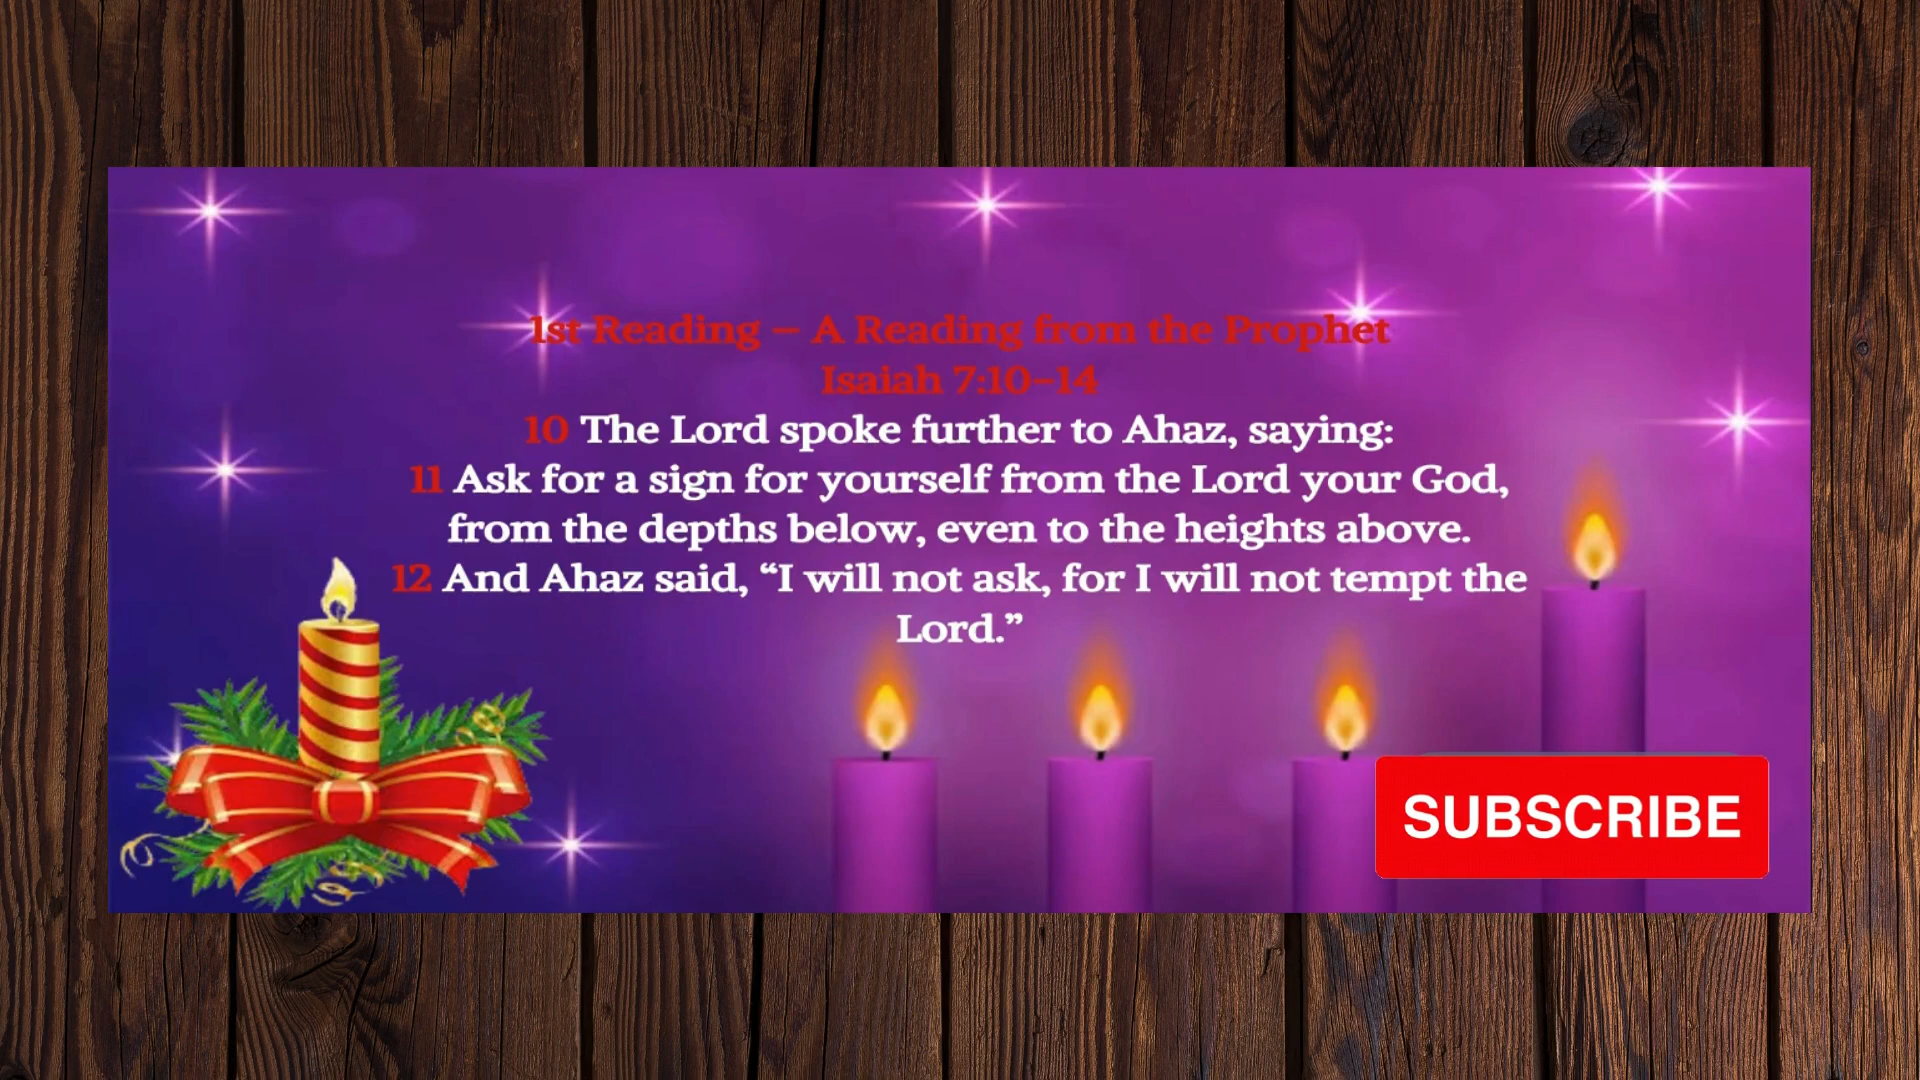 1st Reading – A Reading from the Prophet
Isaiah 7:10–14
10 The Lord spoke further to Ahaz, saying:
11 Ask for a sign for yourself from the Lord your God,
from the depths below, even to the heights above.
12 And Ahaz said, “I will not ask, for I will not tempt the
Lord.”
SUBSCRIBE